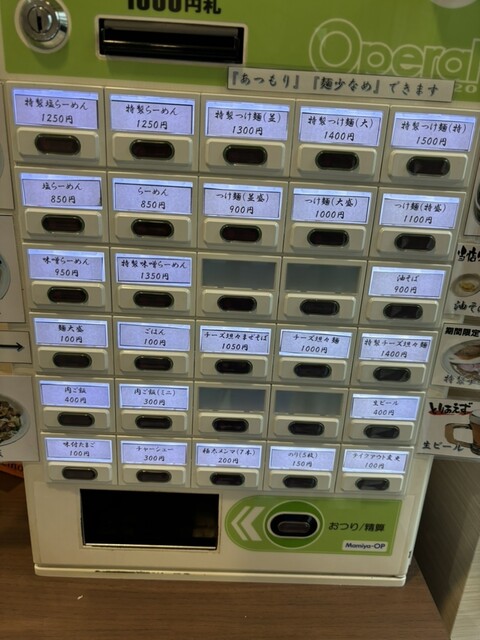 1000円札
Operal
『あつもり』『麺少なめ』できます
特製塩らーめん
1250円
特製らーめん
1250円
特製つけ麺(並)
1300円
特製つけ麺(大)
1400円
特製つけ麺(特)
1500円
塩らーめん
850円
らーめん
850円
つけ麺(並盛)
900円
つけ麺(大盛)
1000円
つけ麺(特盛)
1100円
味噌らーめん
950円
特製味噌らーめん
1350円
油そば
900円
麺大盛
100円
ごはん
100円
チーズ坦々まぜそば
1050円
チーズ坦々麺
1000円
特製チーズ坦々麺
1400円
肉ご飯
400円
肉ご飯(ミニ)
300円
生ビール
400円
味付たまご
100円
チャーシュー
300円
極太メンマ(7本)
200円
のり(5枚)
150円
テイクアウト変更
100円
おつり/精算
Mamiya-OP
油そ
期間限定
とりあえず
生ビー